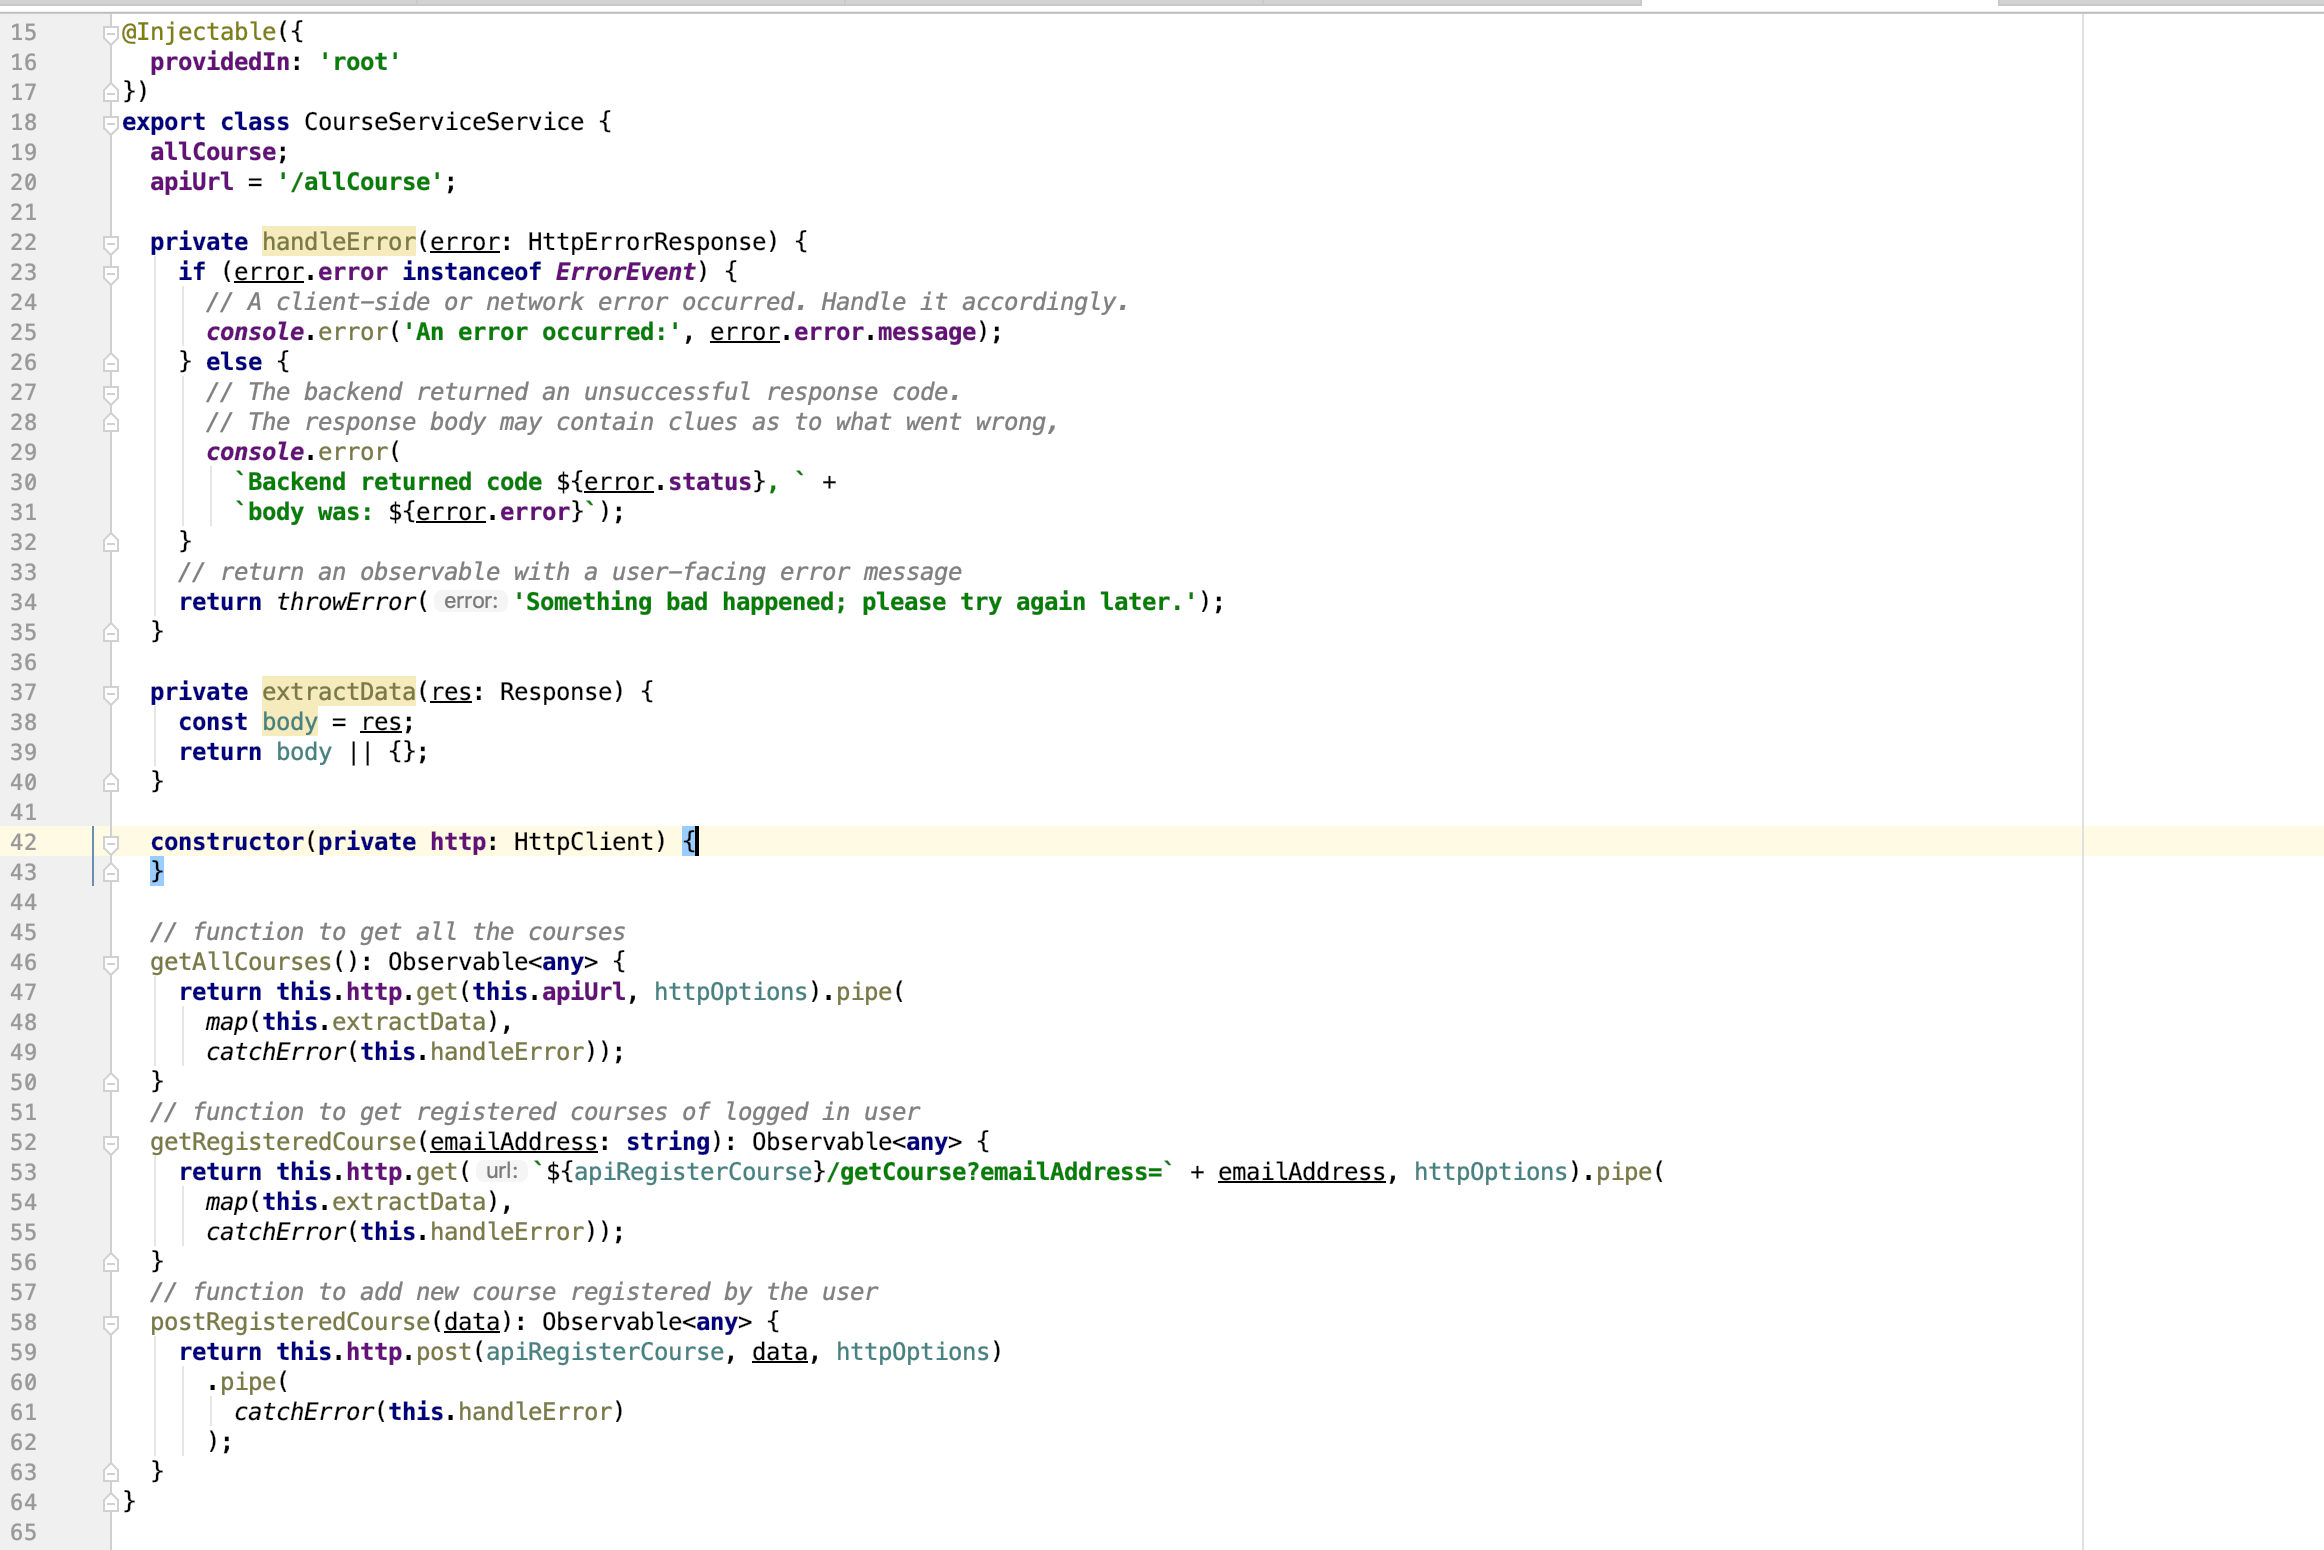 15 @Injectable({
16   providedIn: 'root'
17 })
18 export class CourseServiceService {
19   allCourse;
20   apiUrl = '/allCourse';
21
22   private handleError(error: HttpErrorResponse) {
23     if (error.error instanceof ErrorEvent) {
24       // A client-side or network error occurred. Handle it accordingly.
25       console.error('An error occurred:', error.error.message);
26     } else {
27       // The backend returned an unsuccessful response code.
28       // The response body may contain clues as to what went wrong,
29       console.error(
30         `Backend returned code ${error.status}, ` +
31         `body was: ${error.error}`);
32     }
33     // return an observable with a user-facing error message
34     return throwError( error: 'Something bad happened; please try again later.');
35   }
36
37   private extractData(res: Response) {
38     const body = res;
39     return body || {};
40   }
41
42   constructor(private http: HttpClient) {
43   }
44
45   // function to get all the courses
46   getAllCourses(): Observable<any> {
47     return this.http.get(this.apiUrl, httpOptions).pipe(
48       map(this.extractData),
49       catchError(this.handleError));
50   }
51   // function to get registered courses of logged in user
52   getRegisteredCourse(emailAddress: string): Observable<any> {
53     return this.http.get( url: `${apiRegisterCourse}/getCourse?emailAddress=` + emailAddress, httpOptions).pipe(
54       map(this.extractData),
55       catchError(this.handleError));
56   }
57   // function to add new course registered by the user
58   postRegisteredCourse(data): Observable<any> {
59     return this.http.post(apiRegisterCourse, data, httpOptions)
60       .pipe(
61         catchError(this.handleError)
62       );
63   }
64 }
65